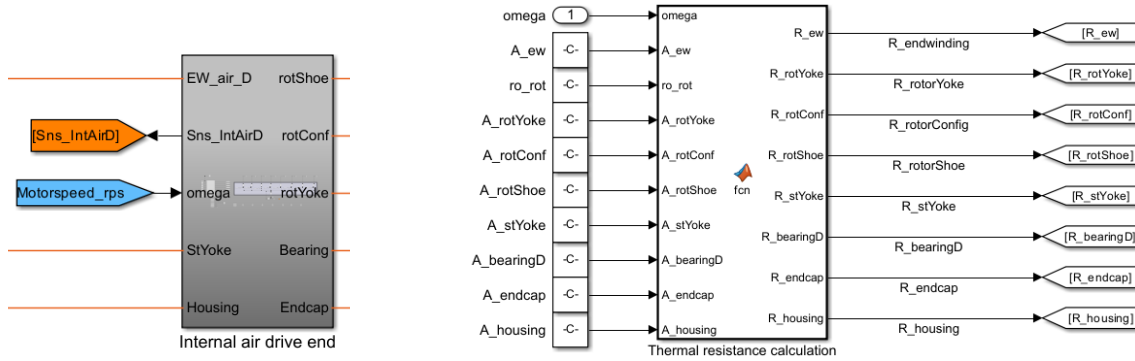 EW_air_D rotShoe
[Sns_IntAirD] Sns_IntAirD rotConf
Motorspeed_rps omega rotYoke
StYoke Bearing
Housing Endcap
Internal air drive end
omega 1 omega
R_ew R_endwinding [R_ew]
A_ew -C- A_ew
ro_rot -C- ro_rot
R_rotYoke R_rotorYoke [R_rotYoke]
A_rotYoke -C- A_rotYoke
R_rotConf R_rotorConfig [R_rotConf]
A_rotConf -C- A_rotConf
R_rotShoe R_rotorShoe [R_rotShoe]
fcn
A_rotShoe -C- A_rotShoe
R_stYoke R_stYoke [R_stYoke]
A_stYoke -C- A_stYoke
R_bearingD R_bearingD [R_bearingD]
A_bearingD -C- A_bearingD
R_endcap R_endcap [R_endcap]
A_endcap -C- A_endcap
R_housing R_housing [R_housing]
A_housing -C- A_housing
Thermal resistance calculation